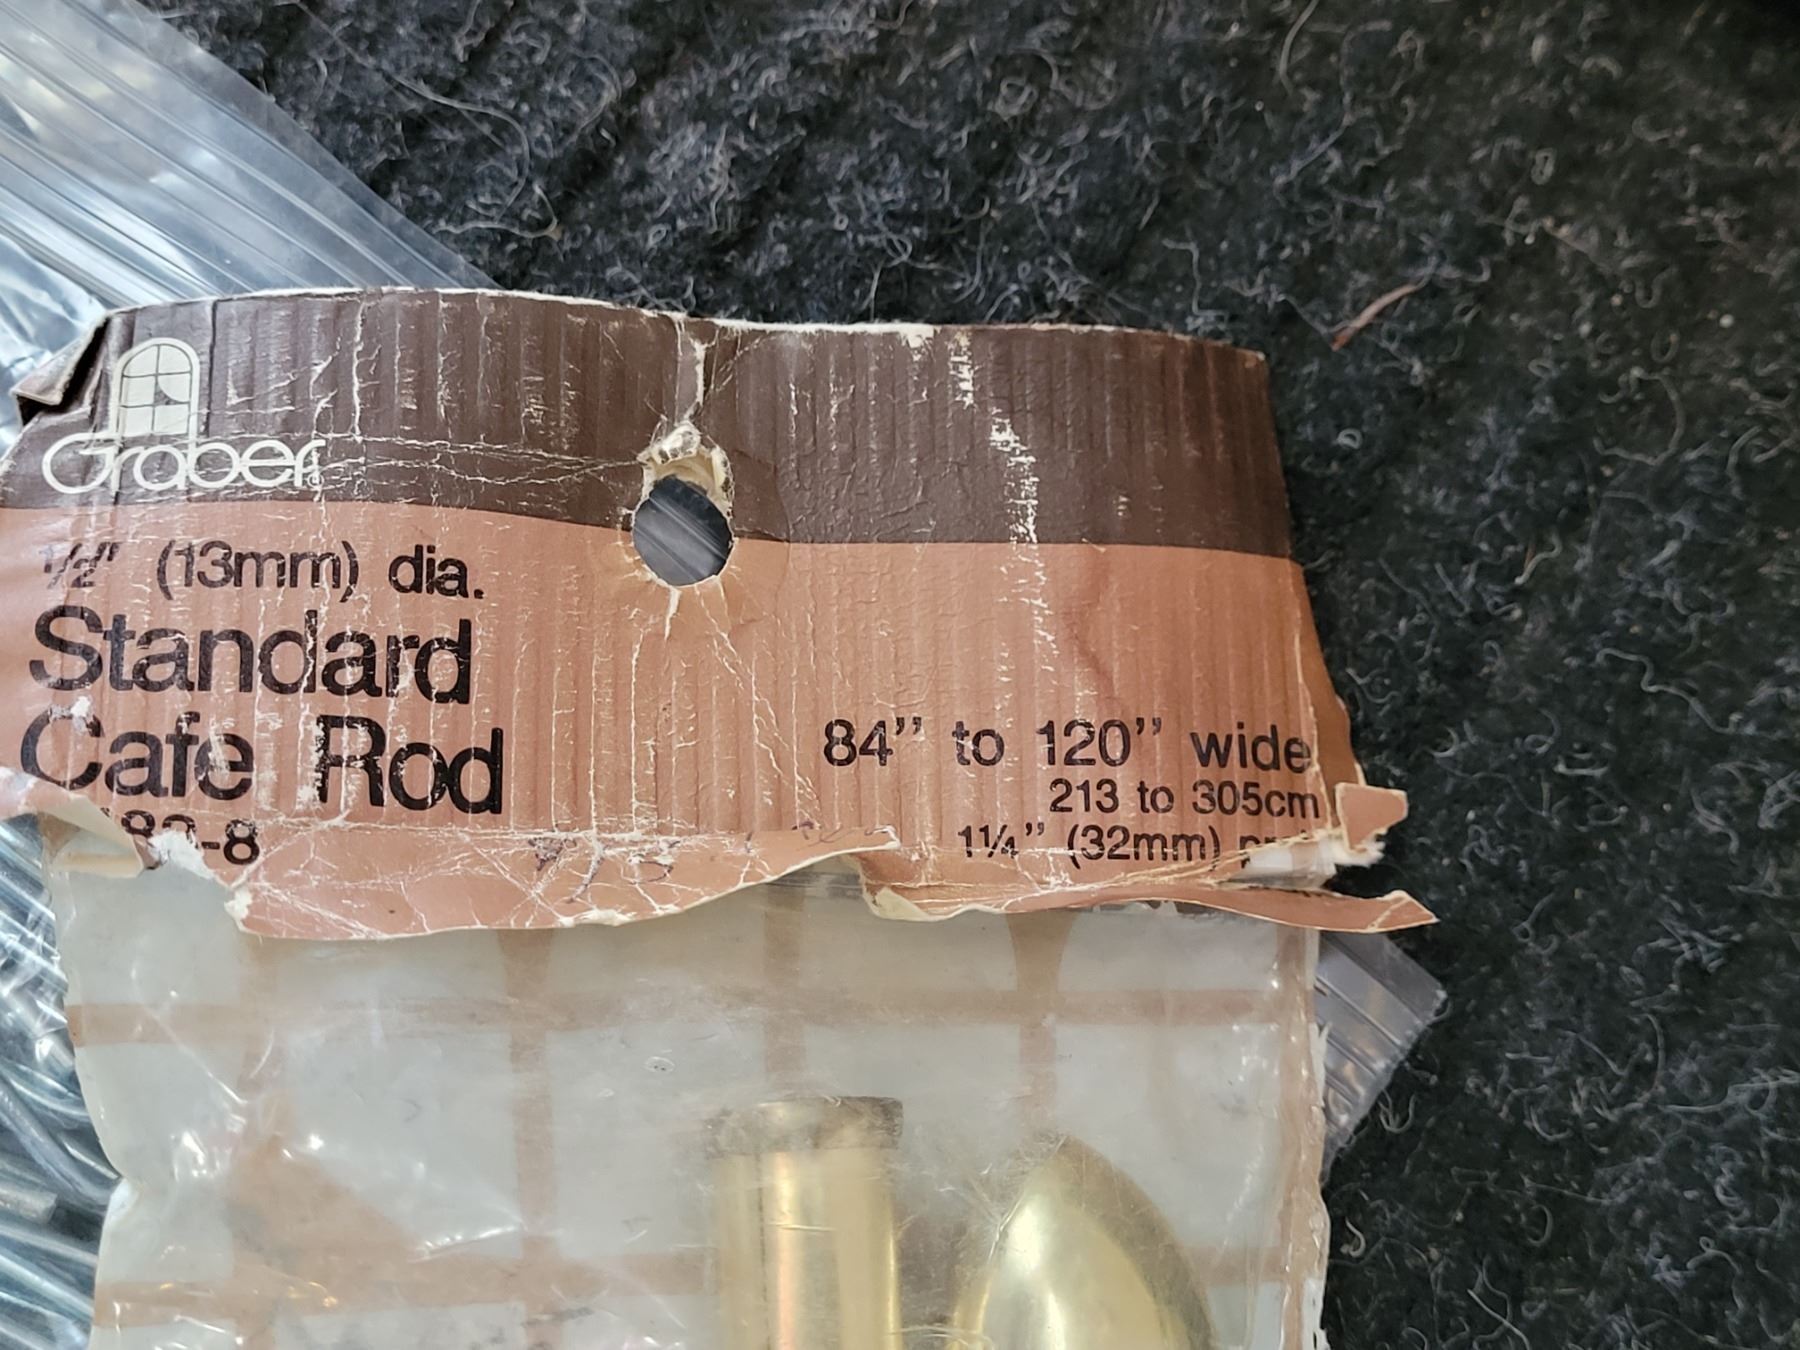 Graber
1/2" (13mm) dia.
Standard
Cafe Rod
84" to 120" wide
213 to 305cm
1¼" (32mm)